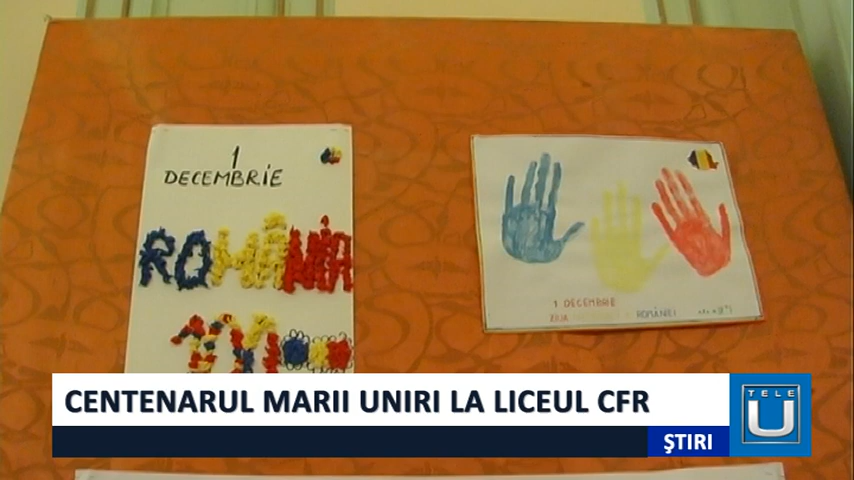 1
DECEMBRIE
ROMÂNIA
1 DECEMBRIE
ZIUA
ROMÂNIEI
CENTENARUL MARII UNIRI LA LICEUL CFR
ŞTIRI
TELE
U